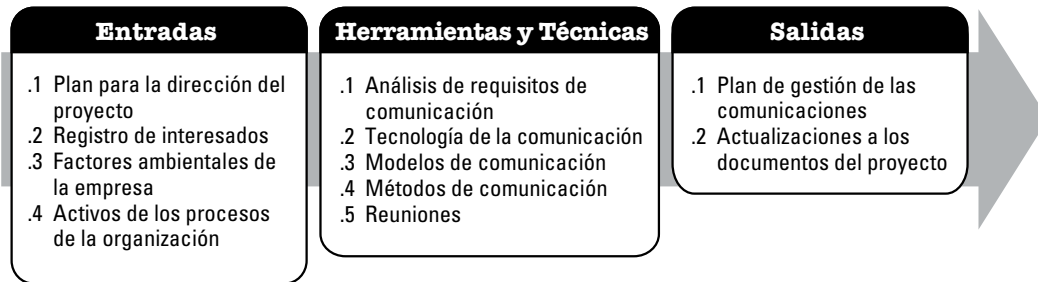 Entradas
.1 Plan para la dirección del
proyecto
.2 Registro de interesados
.3 Factores ambientales de
la empresa
.4 Activos de los procesos
de la organización
Herramientas y Técnicas
.1 Análisis de requisitos de
comunicación
.2 Tecnología de la comunicación
.3 Modelos de comunicación
.4 Métodos de comunicación
.5 Reuniones
Salidas
.1 Plan de gestión de las
comunicaciones
.2 Actualizaciones a los
documentos del proyecto